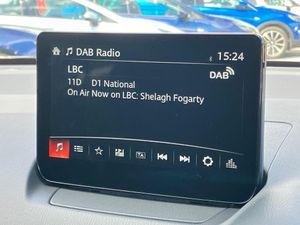 DAB Radio 15:24
LBC DAB
11D D1 National
On Air Now on LBC: Shelagh Fogarty
TA